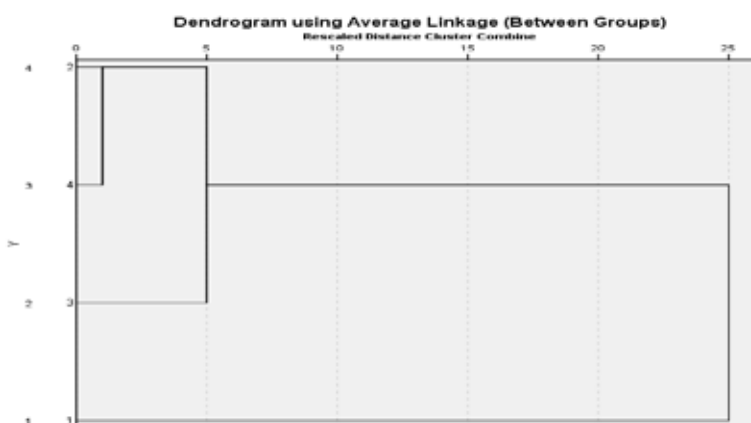 Dendrogram using Average Linkage (Between Groups)
Rescaled Distance Cluster Combine
0 5 10 15 20 25
4 2
3 4
Y
2 3
1 1